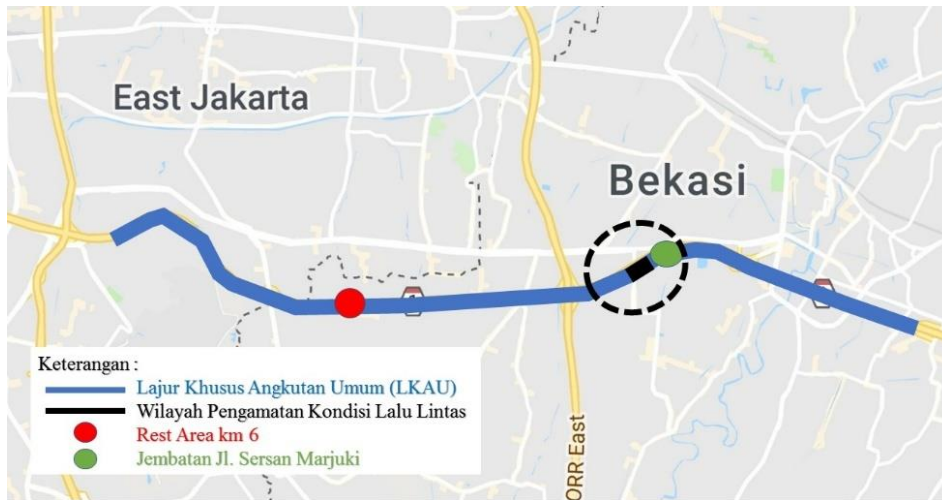 East Jakarta
Bekasi
Keterangan :
Lajur Khusus Angkutan Umum (LKAU)
Wilayah Pengamatan Kondisi Lalu Lintas
Rest Area km 6
Jembatan Jl. Sersan Marjuki
ORR East